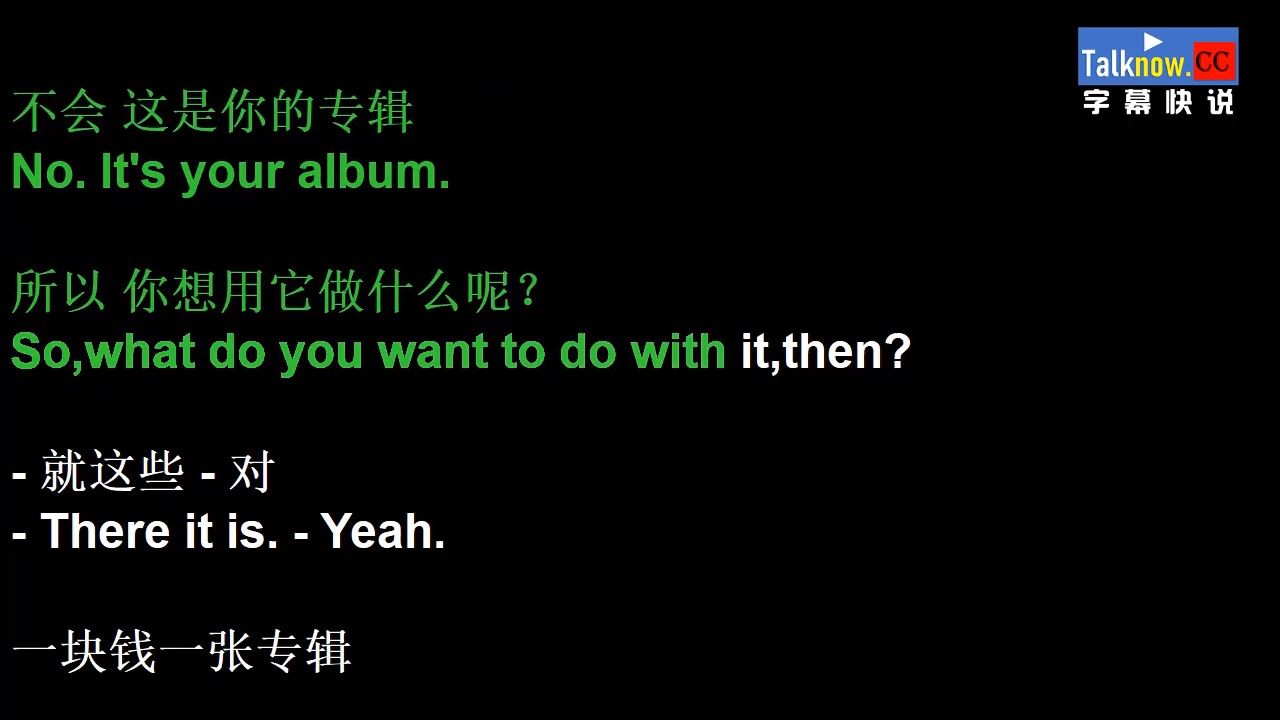 Talknow.CC
字幕快说
不会 这是你的专辑
No. It's your album.
所以 你想用它做什么呢?
So,what do you want to do with it,then?
- 就这些 - 对
- There it is. - Yeah.
一块钱一张专辑